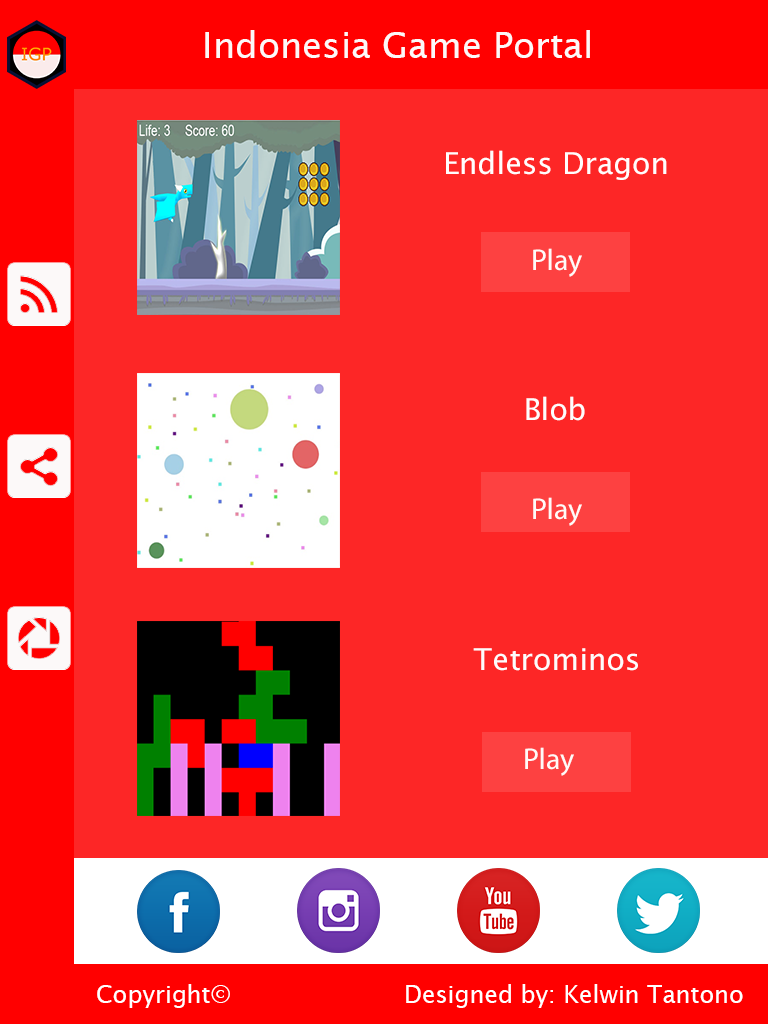 IGP
Indonesia Game Portal
Life: 3 Score: 60
Endless Dragon
Play
Blob
Play
Tetrominos
Play
f
You
Tube
Copyright©
Designed by: Kelwin Tantono